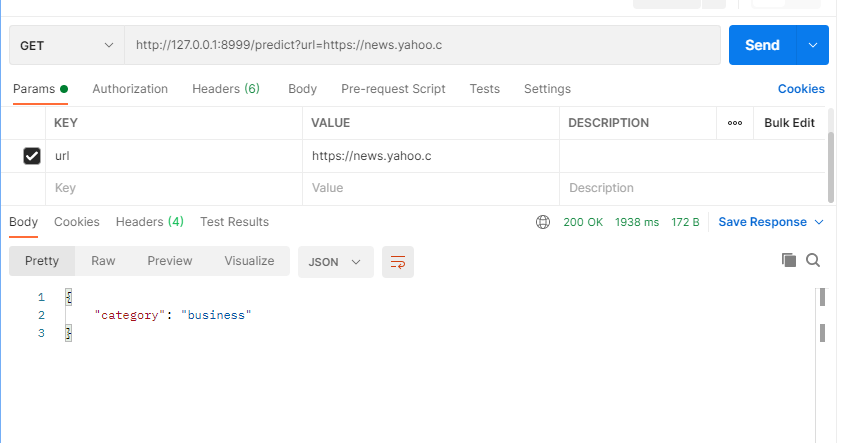 GET http://127.0.0.1:8999/predict?url=https://news.yahoo.c Send
Params Authorization Headers (6) Body Pre-request Script Tests Settings Cookies
KEY VALUE DESCRIPTION ooo Bulk Edit
url https://news.yahoo.c
Key Value Description
Body Cookies Headers (4) Test Results 200 OK 1938 ms 172 B Save Response
Pretty Raw Preview Visualize JSON
1 {
2 "category": "business"
3 }